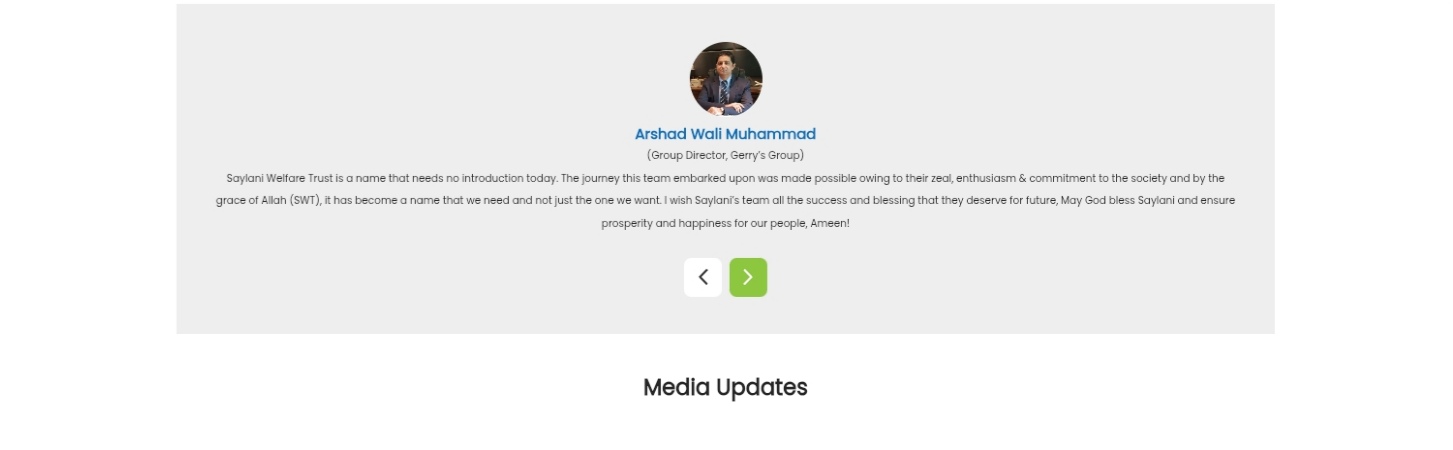 Arshad Wali Muhammad
(Group Director, Gerry's Group)
Saylani Welfare Trust is a name that needs no introduction today. The journey this team embarked upon was made possible owing to their zeal, enthusiasm & commitment to the society and by the
grace of Allah (SWT), it has become a name that we need and not just the one we want. I wish Saylani's team all the success and blessing that they deserve for future, May God bless Saylani and ensure
prosperity and happiness for our people, Ameen!
Media Updates